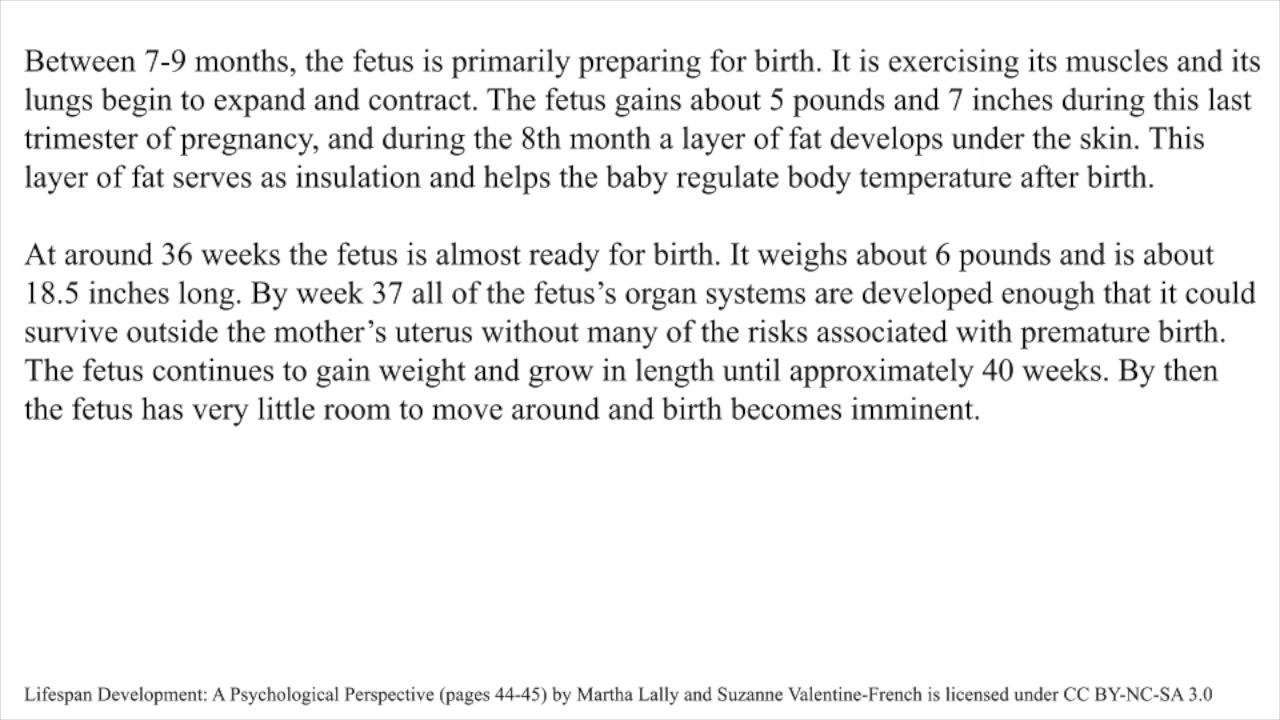 Between 7-9 months, the fetus is primarily preparing for birth. It is exercising its muscles and its
lungs begin to expand and contract. The fetus gains about 5 pounds and 7 inches during this last
trimester of pregnancy, and during the 8th month a layer of fat develops under the skin. This
layer of fat serves as insulation and helps the baby regulate body temperature after birth.
At around 36 weeks the fetus is almost ready for birth. It weighs about 6 pounds and is about
18.5 inches long. By week 37 all of the fetus’s organ systems are developed enough that it could
survive outside the mother’s uterus without many of the risks associated with premature birth.
The fetus continues to gain weight and grow in length until approximately 40 weeks. By then
the fetus has very little room to move around and birth becomes imminent.
Lifespan Development: A Psychological Perspective (pages 44-45) by Martha Lally and Suzanne Valentine-French is licensed under CC BY-NC-SA 3.0